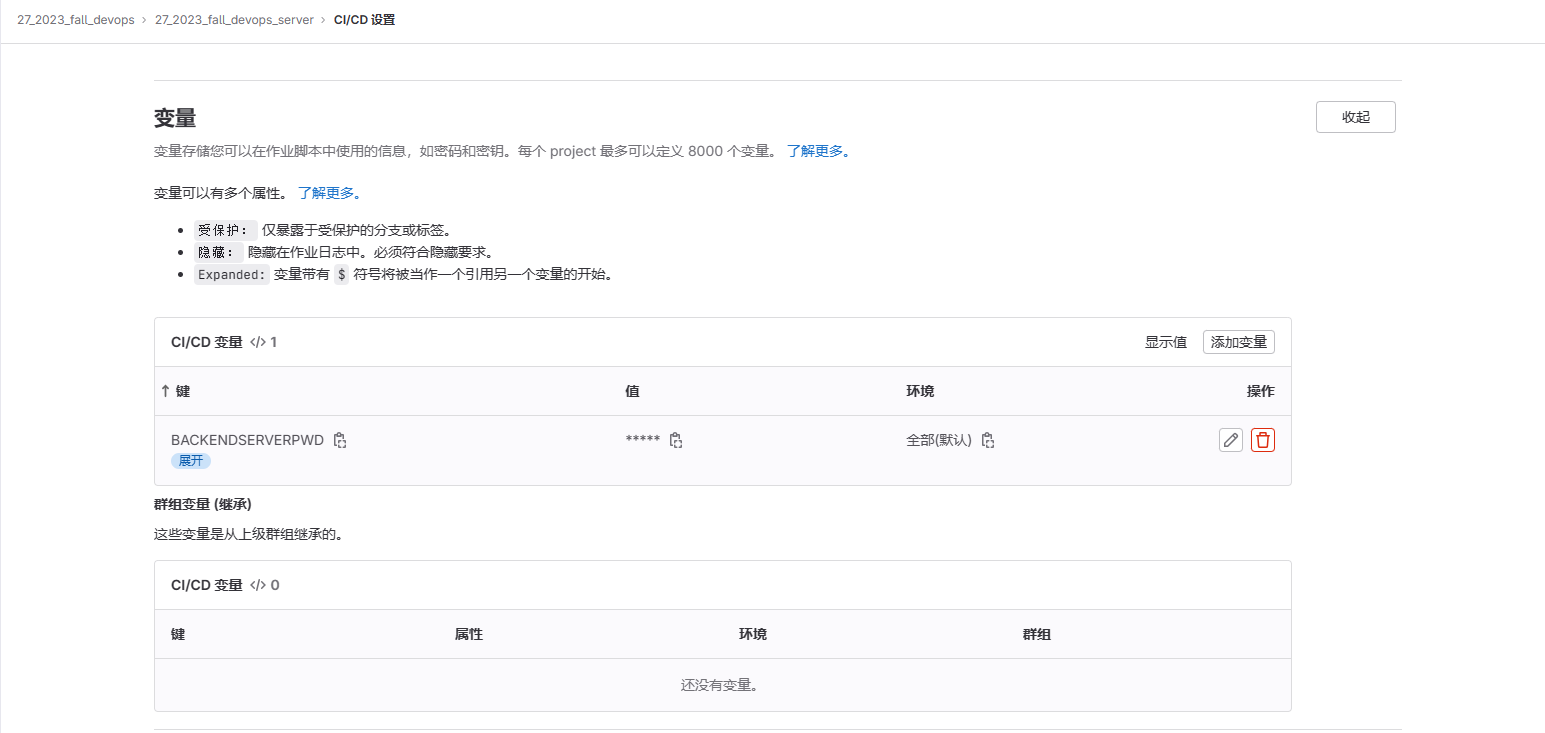 27_2023_fall_devops › 27_2023_fall_devops_server › CI/CD 设置
变量
收起
变量存储您可以在作业脚本中使用的信息，如密码和密钥。每个 project 最多可以定义 8000 个变量。 了解更多。
变量可以有多个属性。 了解更多。
• 受保护： 仅暴露于受保护的分支或标签。
• 隐藏： 隐藏在作业日志中。必须符合隐藏要求。
• Expanded: 变量带有 $ 符号将被当作一个引用另一个变量的开始。
CI/CD 变量 </> 1 显示值 添加变量
↑ 键 值 环境 操作
BACKENDSERVERPWD ***** 全部(默认)
展开
群组变量 (继承)
这些变量是从上级群组继承的。
CI/CD 变量 </> 0
键 属性 环境 群组
还没有变量。